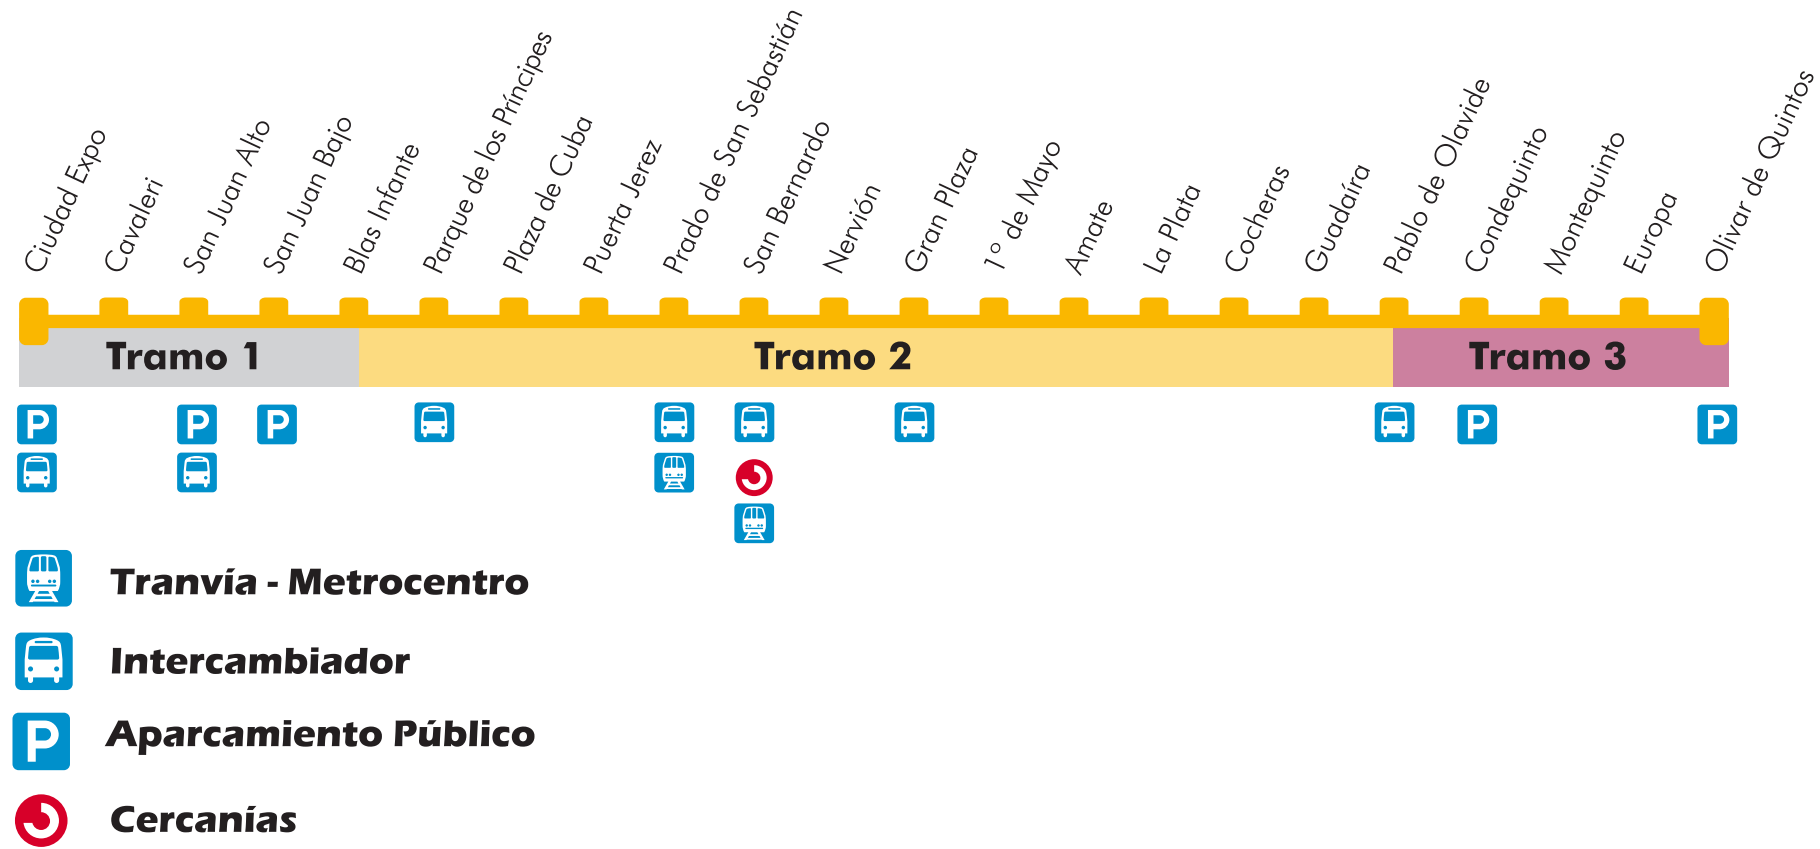 Ciudad Expo
Cavaleri
San Juan Alto
San Juan Bajo
Blas Infante
Parque de los Príncipes
Plaza de Cuba
Puerta Jerez
Prado de San Sebastián
San Bernardo
Nervión
Gran Plaza
1º de Mayo
Amate
La Plata
Cocheras
Guadaíra
Pablo de Olavide
Condequinto
Montequinto
Europa
Olivar de Quintos
Tramo 1
Tramo 2
Tramo 3
P
P
P
P
P
Tranvía - Metrocentro
Intercambiador
P
Aparcamiento Público
Cercanías